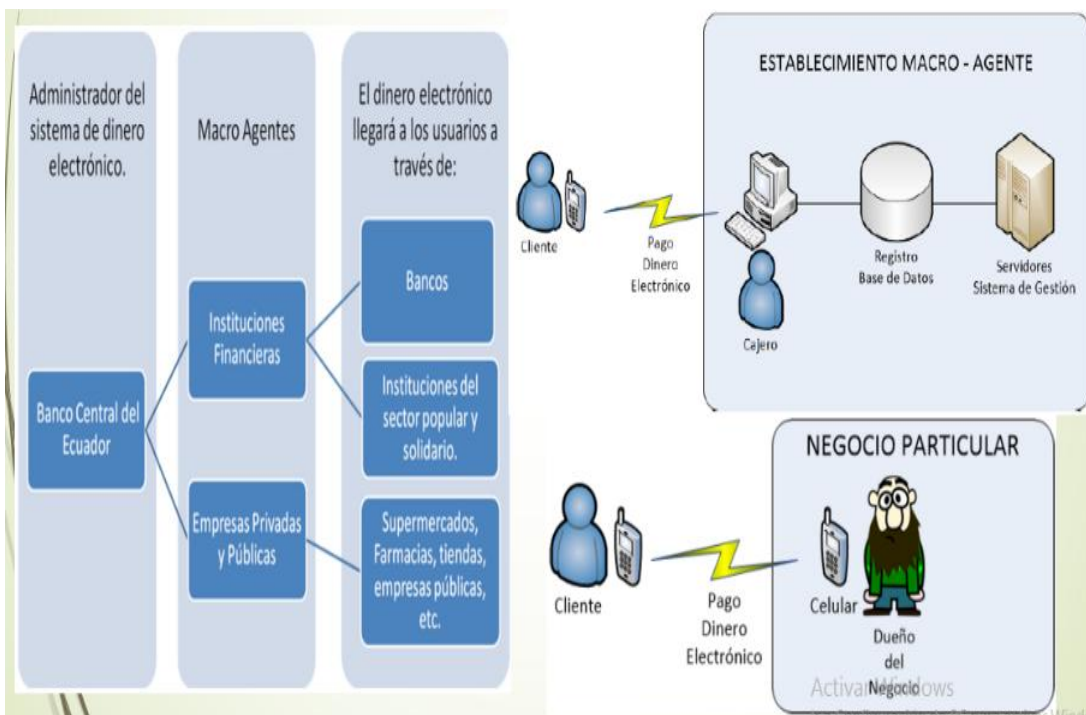 Administrador del
sistema de dinero
electrónico.
Macro Agentes
El dinero electrónico
llegará a los usuarios a
través de:
Banco Central del
Ecuador
Instituciones
Financieras
Empresas Privadas
y Públicas
Bancos
Instituciones del
sector popular y
solidario.
Supermercados,
Farmacias, tiendas,
empresas públicas,
etc.
ESTABLECIMIENTO MACRO - AGENTE
Cliente
Pago
Dinero
Electrónico
Cajero
Registro
Base de Datos
Servidores
Sistema de Gestión
NEGOCIO PARTICULAR
Cliente
Pago
Dinero
Electrónico
Celular
Dueño
del
Negocio
Activar Windows